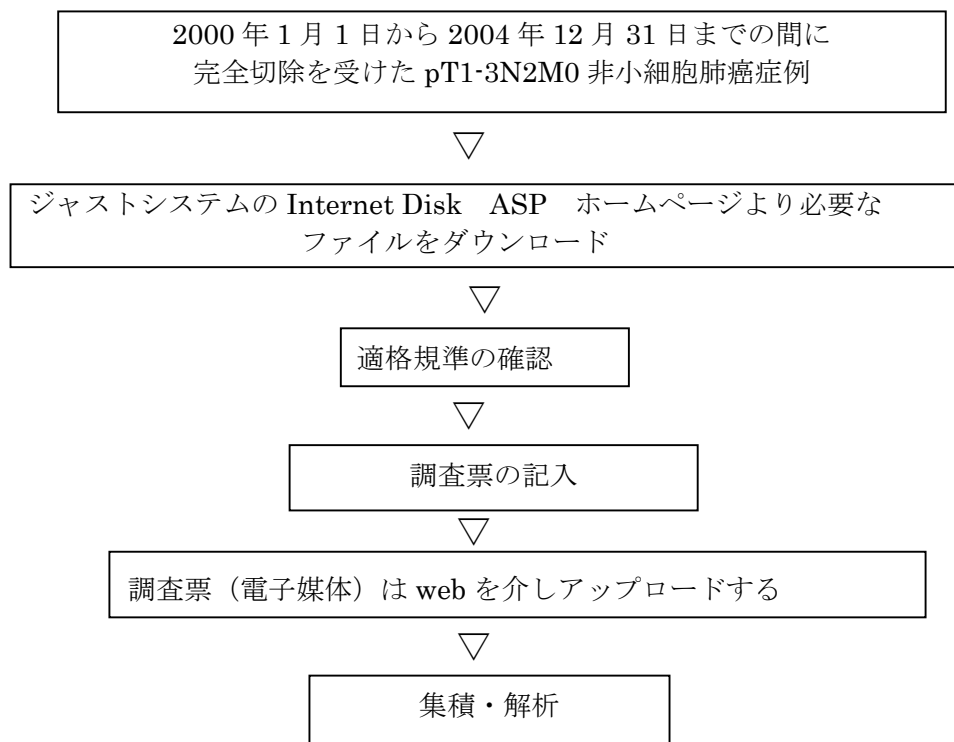 2000 年 1 月 1 日から 2004 年 12 月 31 日までの間に
完全切除を受けた pT1-3N2M0 非小細胞肺癌症例
▽
ジャストシステムの Internet Disk　ASP　ホームページより必要な
ファイルをダウンロード
▽
適格規準の確認
▽
調査票の記入
▽
調査票（電子媒体）は web を介しアップロードする
▽
集積・解析